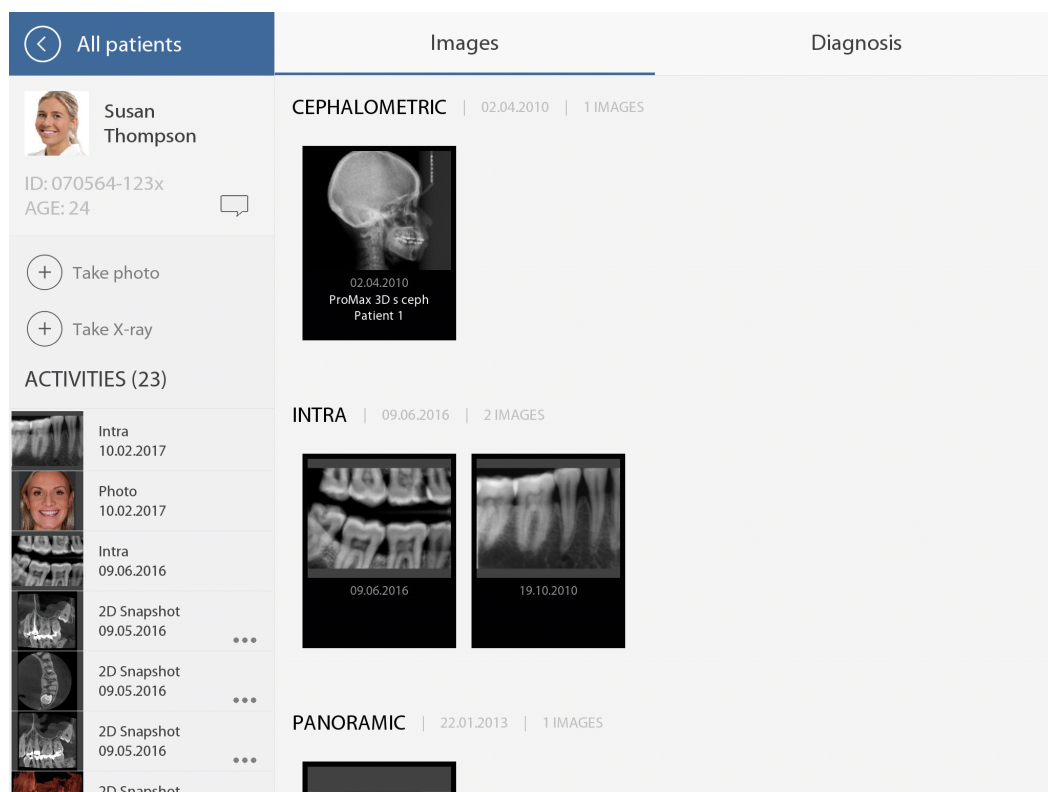 All patients
Images
Diagnosis
Susan
Thompson
ID: 070564-123x
AGE: 24
Take photo
Take X-ray
ACTIVITIES (23)
Intra
10.02.2017
Photo
10.02.2017
Intra
09.06.2016
2D Snapshot
09.05.2016
2D Snapshot
09.05.2016
2D Snapshot
09.05.2016
2D Snapshot
CEPHALOMETRIC | 02.04.2010 | 1 IMAGES
02.04.2010
ProMax 3D s ceph
Patient 1
INTRA | 09.06.2016 | 2 IMAGES
09.06.2016
19.10.2010
PANORAMIC | 22.01.2013 | 1 IMAGES